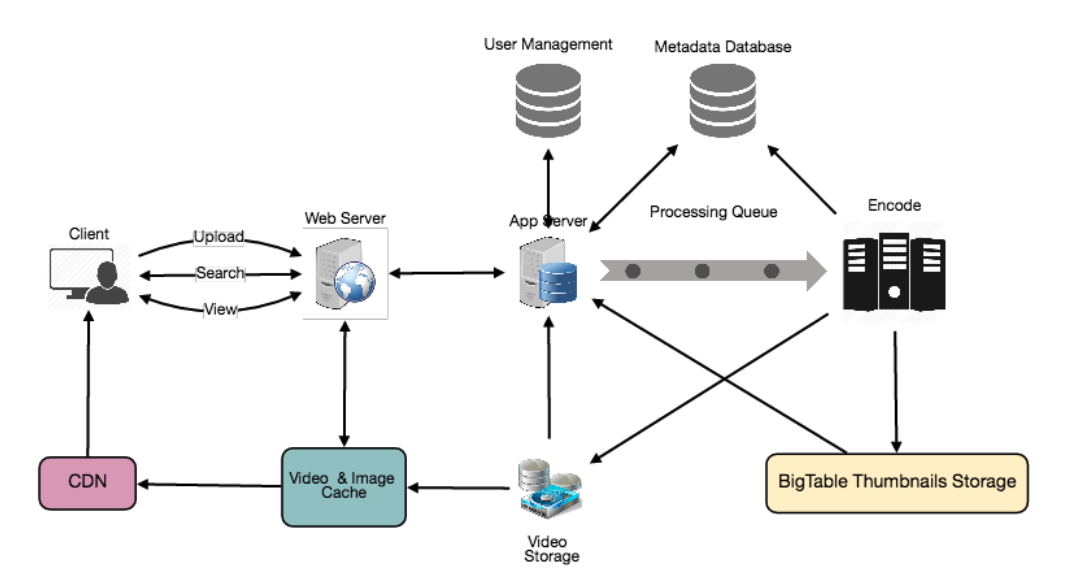 User Management
Metadata Database
Processing Queue
Encode
Web Server
App Server
Client
Upload
Search
View
CDN
Video & Image
Cache
BigTable Thumbnails Storage
Video
Storage